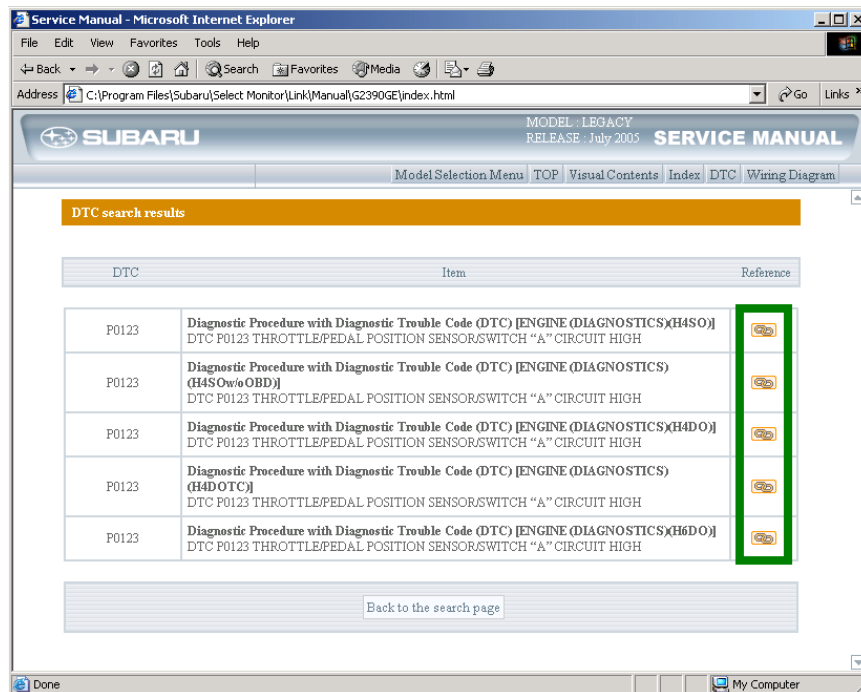 Service Manual - Microsoft Internet Explorer
File Edit View Favorites Tools Help
Back Search Favorites Media
Address C:\Program Files\Subaru\Select Monitor\Link\Manual\G2390GE\index.html Go Links »
SUBARU
MODEL : LEGACY
RELEASE : July 2005
SERVICE MANUAL
Model Selection Menu TOP Visual Contents Index DTC Wiring Diagram
DTC search results
DTC Item Reference
P0123
Diagnostic Procedure with Diagnostic Trouble Code (DTC) [ENGINE (DIAGNOSTICS)(H4SO)]
DTC P0123 THROTTLE/PEDAL POSITION SENSOR/SWITCH “A” CIRCUIT HIGH
P0123
Diagnostic Procedure with Diagnostic Trouble Code (DTC) [ENGINE (DIAGNOSTICS)
(H4SOw/oOBD)]
DTC P0123 THROTTLE/PEDAL POSITION SENSOR/SWITCH “A” CIRCUIT HIGH
P0123
Diagnostic Procedure with Diagnostic Trouble Code (DTC) [ENGINE (DIAGNOSTICS)(H4DO)]
DTC P0123 THROTTLE/PEDAL POSITION SENSOR/SWITCH “A” CIRCUIT HIGH
P0123
Diagnostic Procedure with Diagnostic Trouble Code (DTC) [ENGINE (DIAGNOSTICS)
(H4DOTC)]
DTC P0123 THROTTLE/PEDAL POSITION SENSOR/SWITCH “A” CIRCUIT HIGH
P0123
Diagnostic Procedure with Diagnostic Trouble Code (DTC) [ENGINE (DIAGNOSTICS)(H6DO)]
DTC P0123 THROTTLE/PEDAL POSITION SENSOR/SWITCH “A” CIRCUIT HIGH
Back to the search page
Done My Computer